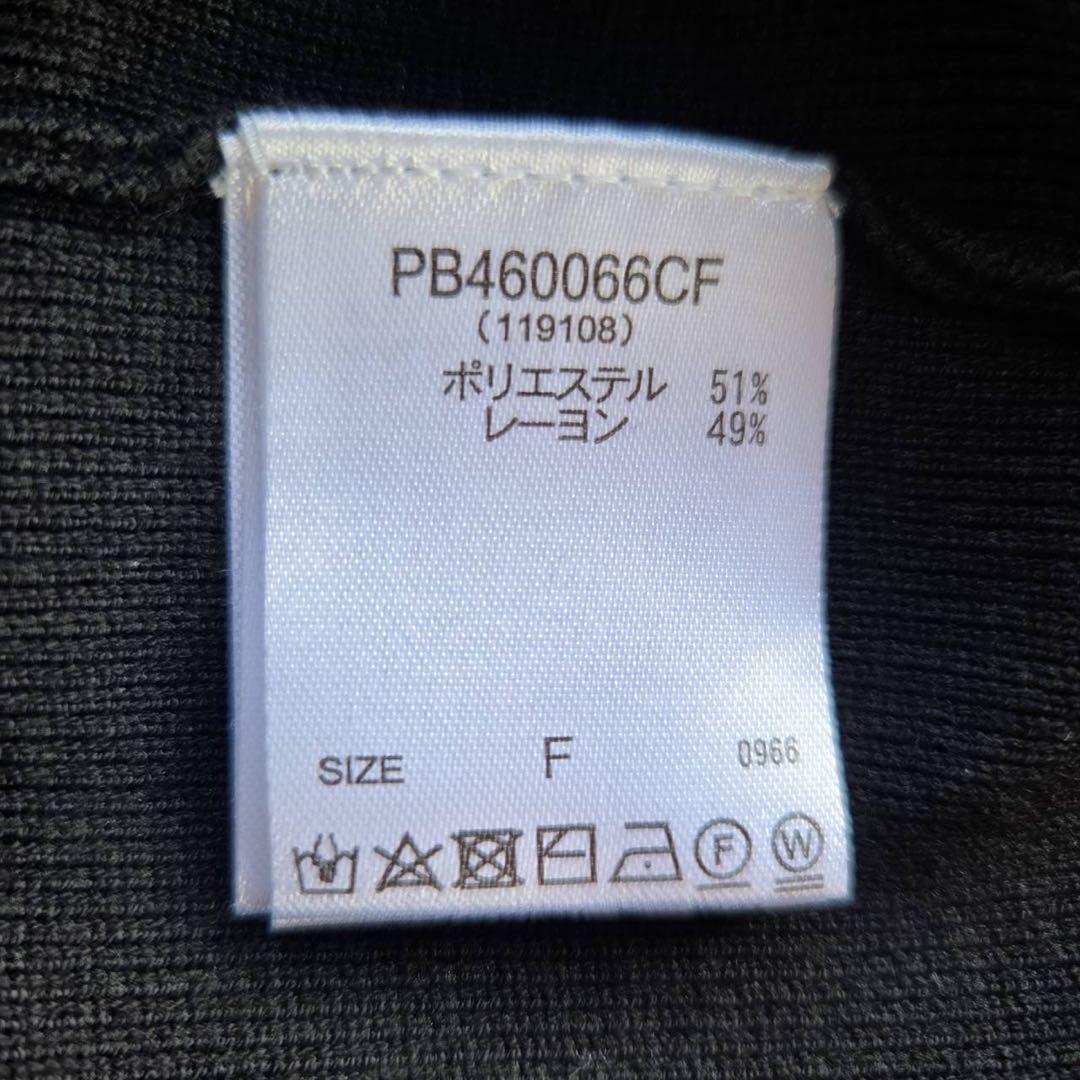 PB460066CF
(119108)
ポリエステル 51%
レーヨン 49%
SIZE F 0966
F W